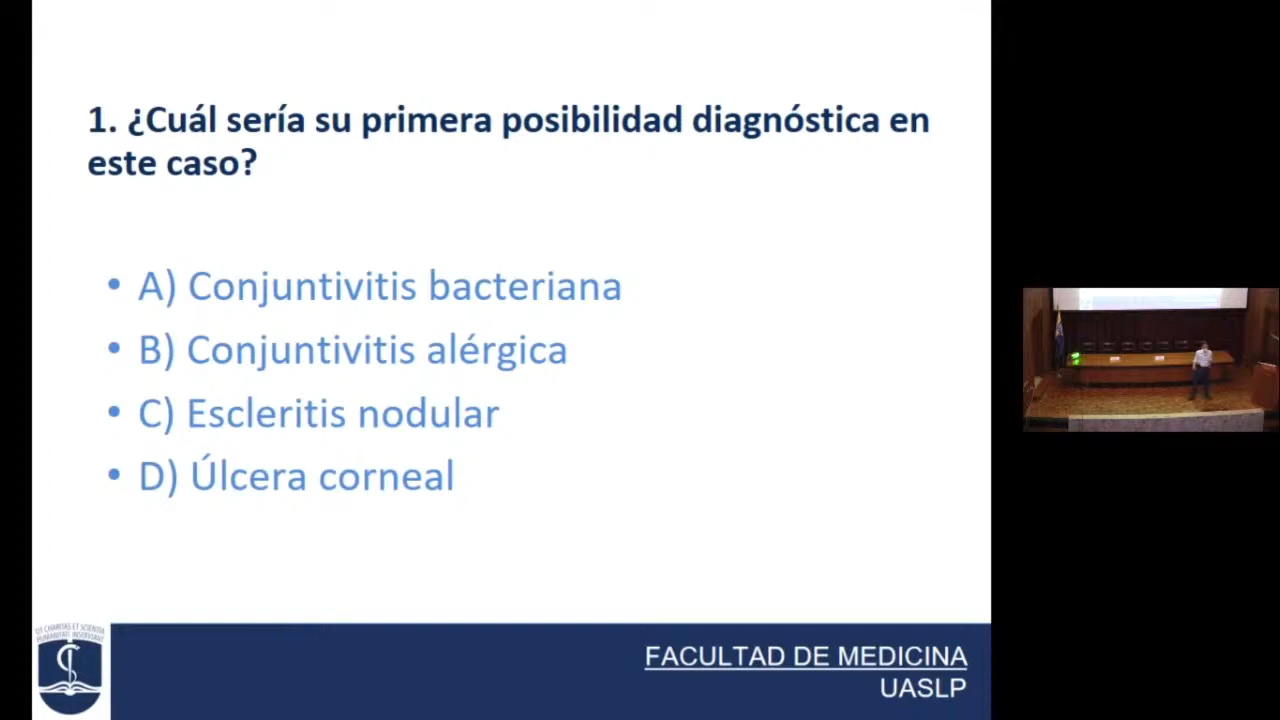 1. ¿Cuál sería su primera posibilidad diagnóstica en
este caso?
• A) Conjuntivitis bacteriana
• B) Conjuntivitis alérgica
• C) Escleritis nodular
• D) Úlcera corneal
FACULTAD DE MEDICINA
UASLP